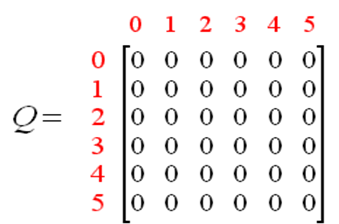 0 1 2 3 4 5
0 0 0 0 0 0 0
1 0 0 0 0 0 0
Q= 2 0 0 0 0 0 0
3 0 0 0 0 0 0
4 0 0 0 0 0 0
5 0 0 0 0 0 0